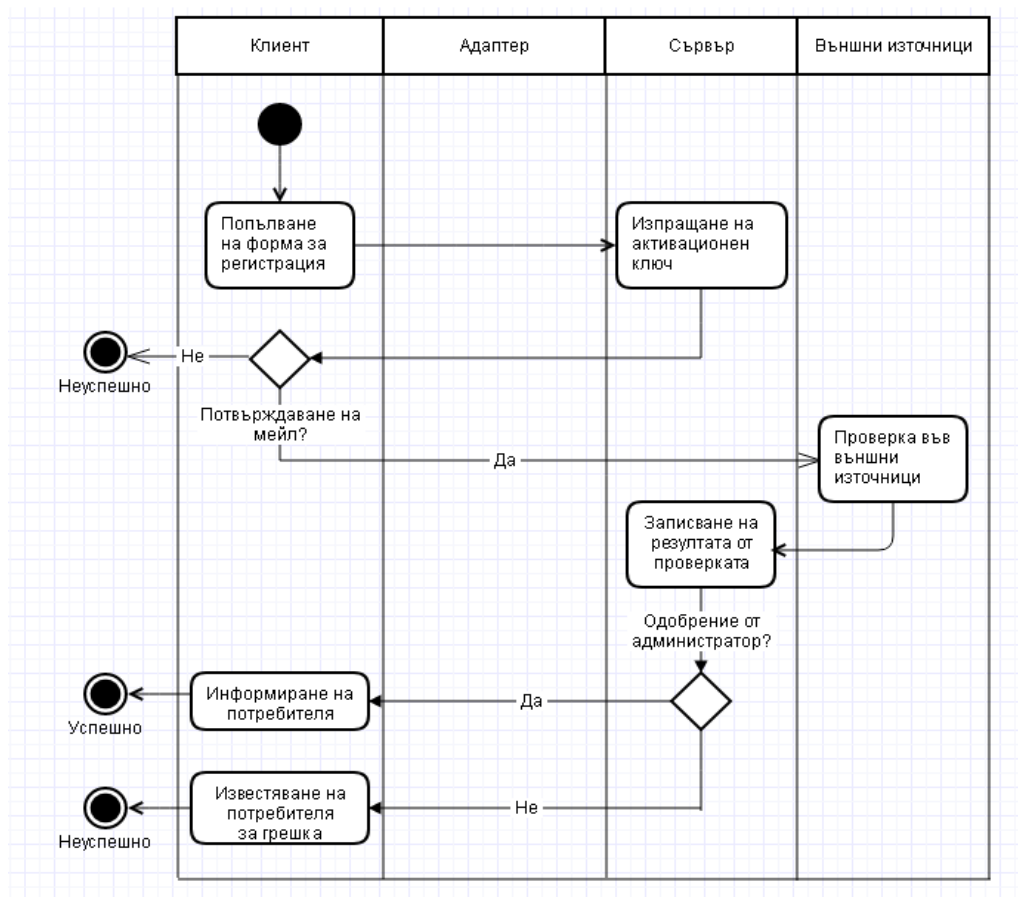 Клиент
Адаптер
Сървър
Външни източници
Попълване
на форма за
регистрация
Изпращане на
активационен
ключ
Не
Неуспешно
Потвърждаване на
мейл?
Да
Проверка във
външни
източници
Записване на
резултата от
проверката
Одобрение от
администратор?
Информиране на
потребителя
Да
Успешно
Известяване на
потребителя
за грешка
Не
Неуспешно